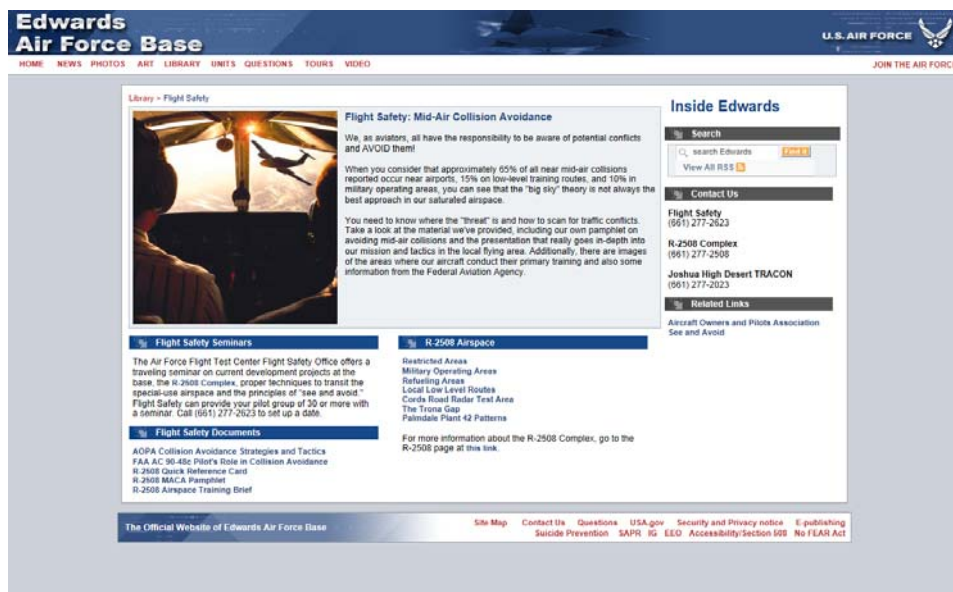 Edwards
Air Force Base
U.S. AIR FORCE
HOME NEWS PHOTOS ART LIBRARY UNITS QUESTIONS TOURS VIDEO
JOIN THE AIR FORC
Library > Flight Safety
Flight Safety: Mid-Air Collision Avoidance
We, as aviators, all have the responsibility to be aware of potential conflicts
and AVOID them!
When you consider that approximately 65% of all near mid-air collisions
reported occur near airports, 15% on low-level training routes, and 10% in
military operating areas, you can see that the "big sky" theory is not always the
best approach in our saturated airspace.
You need to know where the "threat" is and how to scan for traffic conflicts.
Take a look at the material we've provided, including our own pamphlet on
avoiding mid-air collisions and the presentation that really goes in-depth into
our mission and tactics in the local flying area. Additionally, there are images
of the areas where our aircraft conduct their primary training and also some
information from the Federal Aviation Agency.
Inside Edwards
Search
search Edwards Find it
View All RSS
Contact Us
Flight Safety
(661) 277-2623
R-2508 Complex
(661) 277-2508
Joshua High Desert TRACON
(661) 277-2023
Related Links
Aircraft Owners and Pilots Association
See and Avoid
Flight Safety Seminars
The Air Force Flight Test Center Flight Safety Office offers a
traveling seminar on current development projects at the
base, the R-2508 Complex, proper techniques to transit the
special-use airspace and the principles of "see and avoid."
Flight Safety can provide your pilot group of 30 or more with
a seminar. Call (661) 277-2623 to set up a date.
Flight Safety Documents
AOPA Collision Avoidance Strategies and Tactics
FAA AC 90-48c Pilot's Role in Collision Avoidance
R-2508 Quick Reference Card
R-2508 MACA Pamphlet
R-2508 Airspace Training Brief
R-2508 Airspace
Restricted Areas
Military Operating Areas
Refueling Areas
Local Low Level Routes
Cords Road Radar Test Area
The Trona Gap
Palmdale Plant 42 Patterns
For more information about the R-2508 Complex, go to the
R-2508 page at this link.
The Official Website of Edwards Air Force Base
Site Map Contact Us Questions USA.gov Security and Privacy notice E-publishing
Suicide Prevention SAPR IG EEO Accessibility/Section 508 No FEAR Act